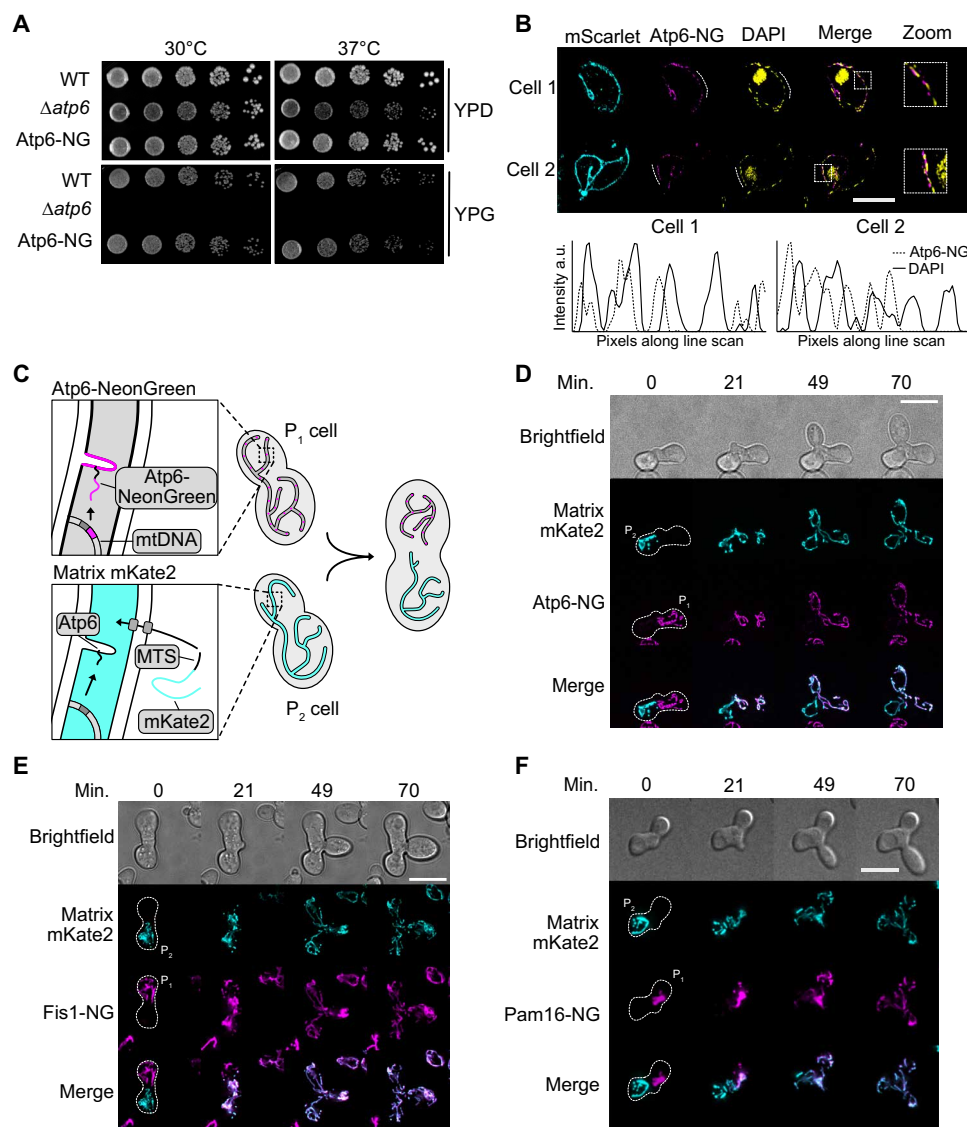 A
30°C
37°C
WT
Δatp6
Atp6-NG
YPD
WT
Δatp6
Atp6-NG
YPG
B
mScarlet
Atp6-NG
DAPI
Merge
Zoom
Cell 1
Cell 2
Cell 1
Cell 2
Atp6-NG
DAPI
Intensity a.u.
Pixels along line scan
Pixels along line scan
C
Atp6-NeonGreen
Atp6-
NeonGreen
mtDNA
P1 cell
Matrix mKate2
Atp6
MTS
mKate2
P2 cell
D
Min.
0
21
49
70
Brightfield
Matrix
mKate2
P2
Atp6-NG
P1
Merge
E
Min.
0
21
49
70
Brightfield
Matrix
mKate2
P2
P1
Fis1-NG
Merge
F
Min.
0
21
49
70
Brightfield
P2
Matrix
mKate2
P1
Pam16-NG
Merge